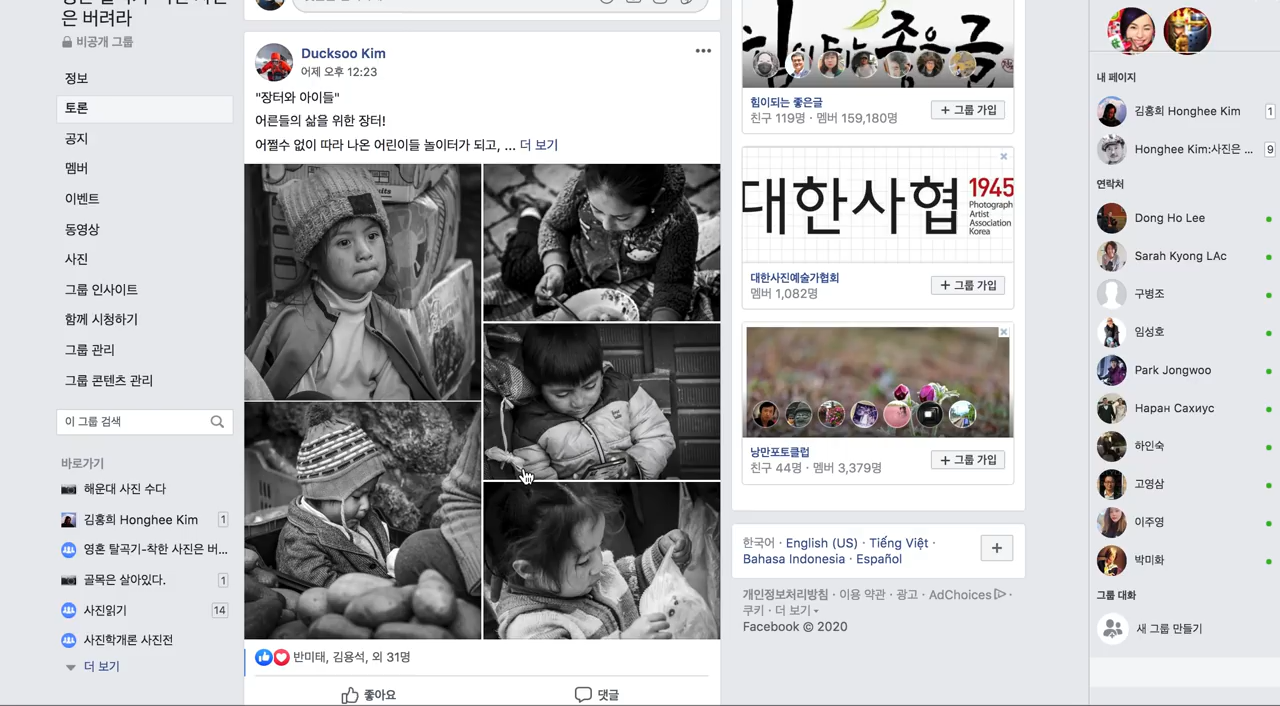 은 버려라
비공개 그룹
정보
토론
공지
멤버
이벤트
동영상
사진
그룹 인사이트
함께 시청하기
그룹 관리
그룹 콘텐츠 관리
이 그룹 검색
바로가기
해운대 사진 수다
김홍희 Honghee Kim 1
영혼 탈곡기-착한 사진은 버...
골목은 살아있다. 1
사진읽기 14
사진학개론 사진전
더 보기
Ducksoo Kim
어제 오후 12:23
"장터와 아이들"
어른들의 삶을 위한 장터!
어쩔수 없이 따라 나온 어린이들 놀이터가 되고, ... 더 보기
반미태, 김용석, 외 31명
좋아요
댓글
힘이되는 좋은글
힘이되는 좋은글
친구 119명 · 멤버 159,180명
+ 그룹 가입
대한사협 1945
Photograph
Artist
Association
Korea
대한사진예술가협회
멤버 1,082명
+ 그룹 가입
낭만포토클럽
친구 44명 · 멤버 3,379명
+ 그룹 가입
한국어 · English (US) · Tiếng Việt ·
Bahasa Indonesia · Español
개인정보처리방침 · 이용 약관 · 광고 · AdChoices ·
쿠키 · 더 보기
Facebook © 2020
내 페이지
김홍희 Honghee Kim 1
Honghee Kim:사진은 ... 9
연락처
Dong Ho Lee
Sarah Kyong LAc
구병조
임성호
Park Jongwoo
Наран Сахиус
하인숙
고영삼
이주영
박미화
그룹 대화
새 그룹 만들기